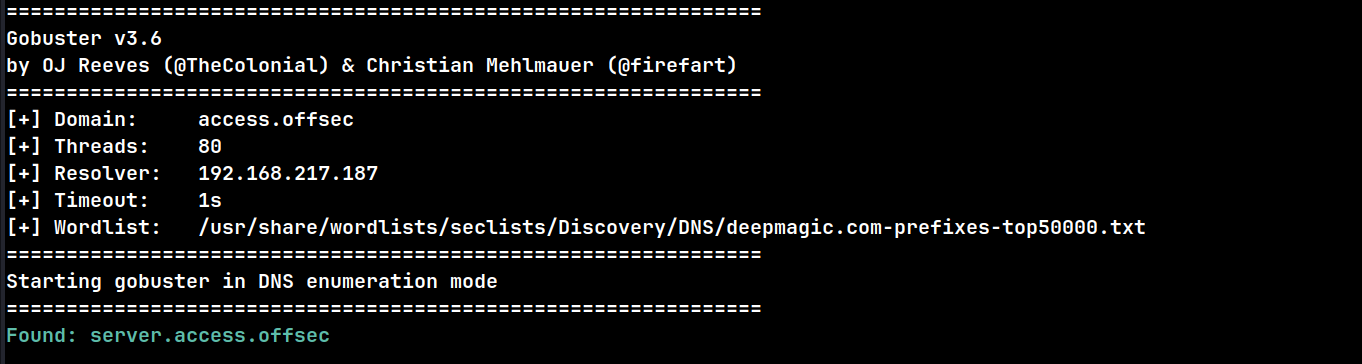 ===============================================================
Gobuster v3.6
by OJ Reeves (@TheColonial) & Christian Mehlmauer (@firefart)
===============================================================
[+] Domain:     access.offsec
[+] Threads:    80
[+] Resolver:   192.168.217.187
[+] Timeout:    1s
[+] Wordlist:   /usr/share/wordlists/seclists/Discovery/DNS/deepmagic.com-prefixes-top50000.txt
===============================================================
Starting gobuster in DNS enumeration mode
===============================================================
Found: server.access.offsec